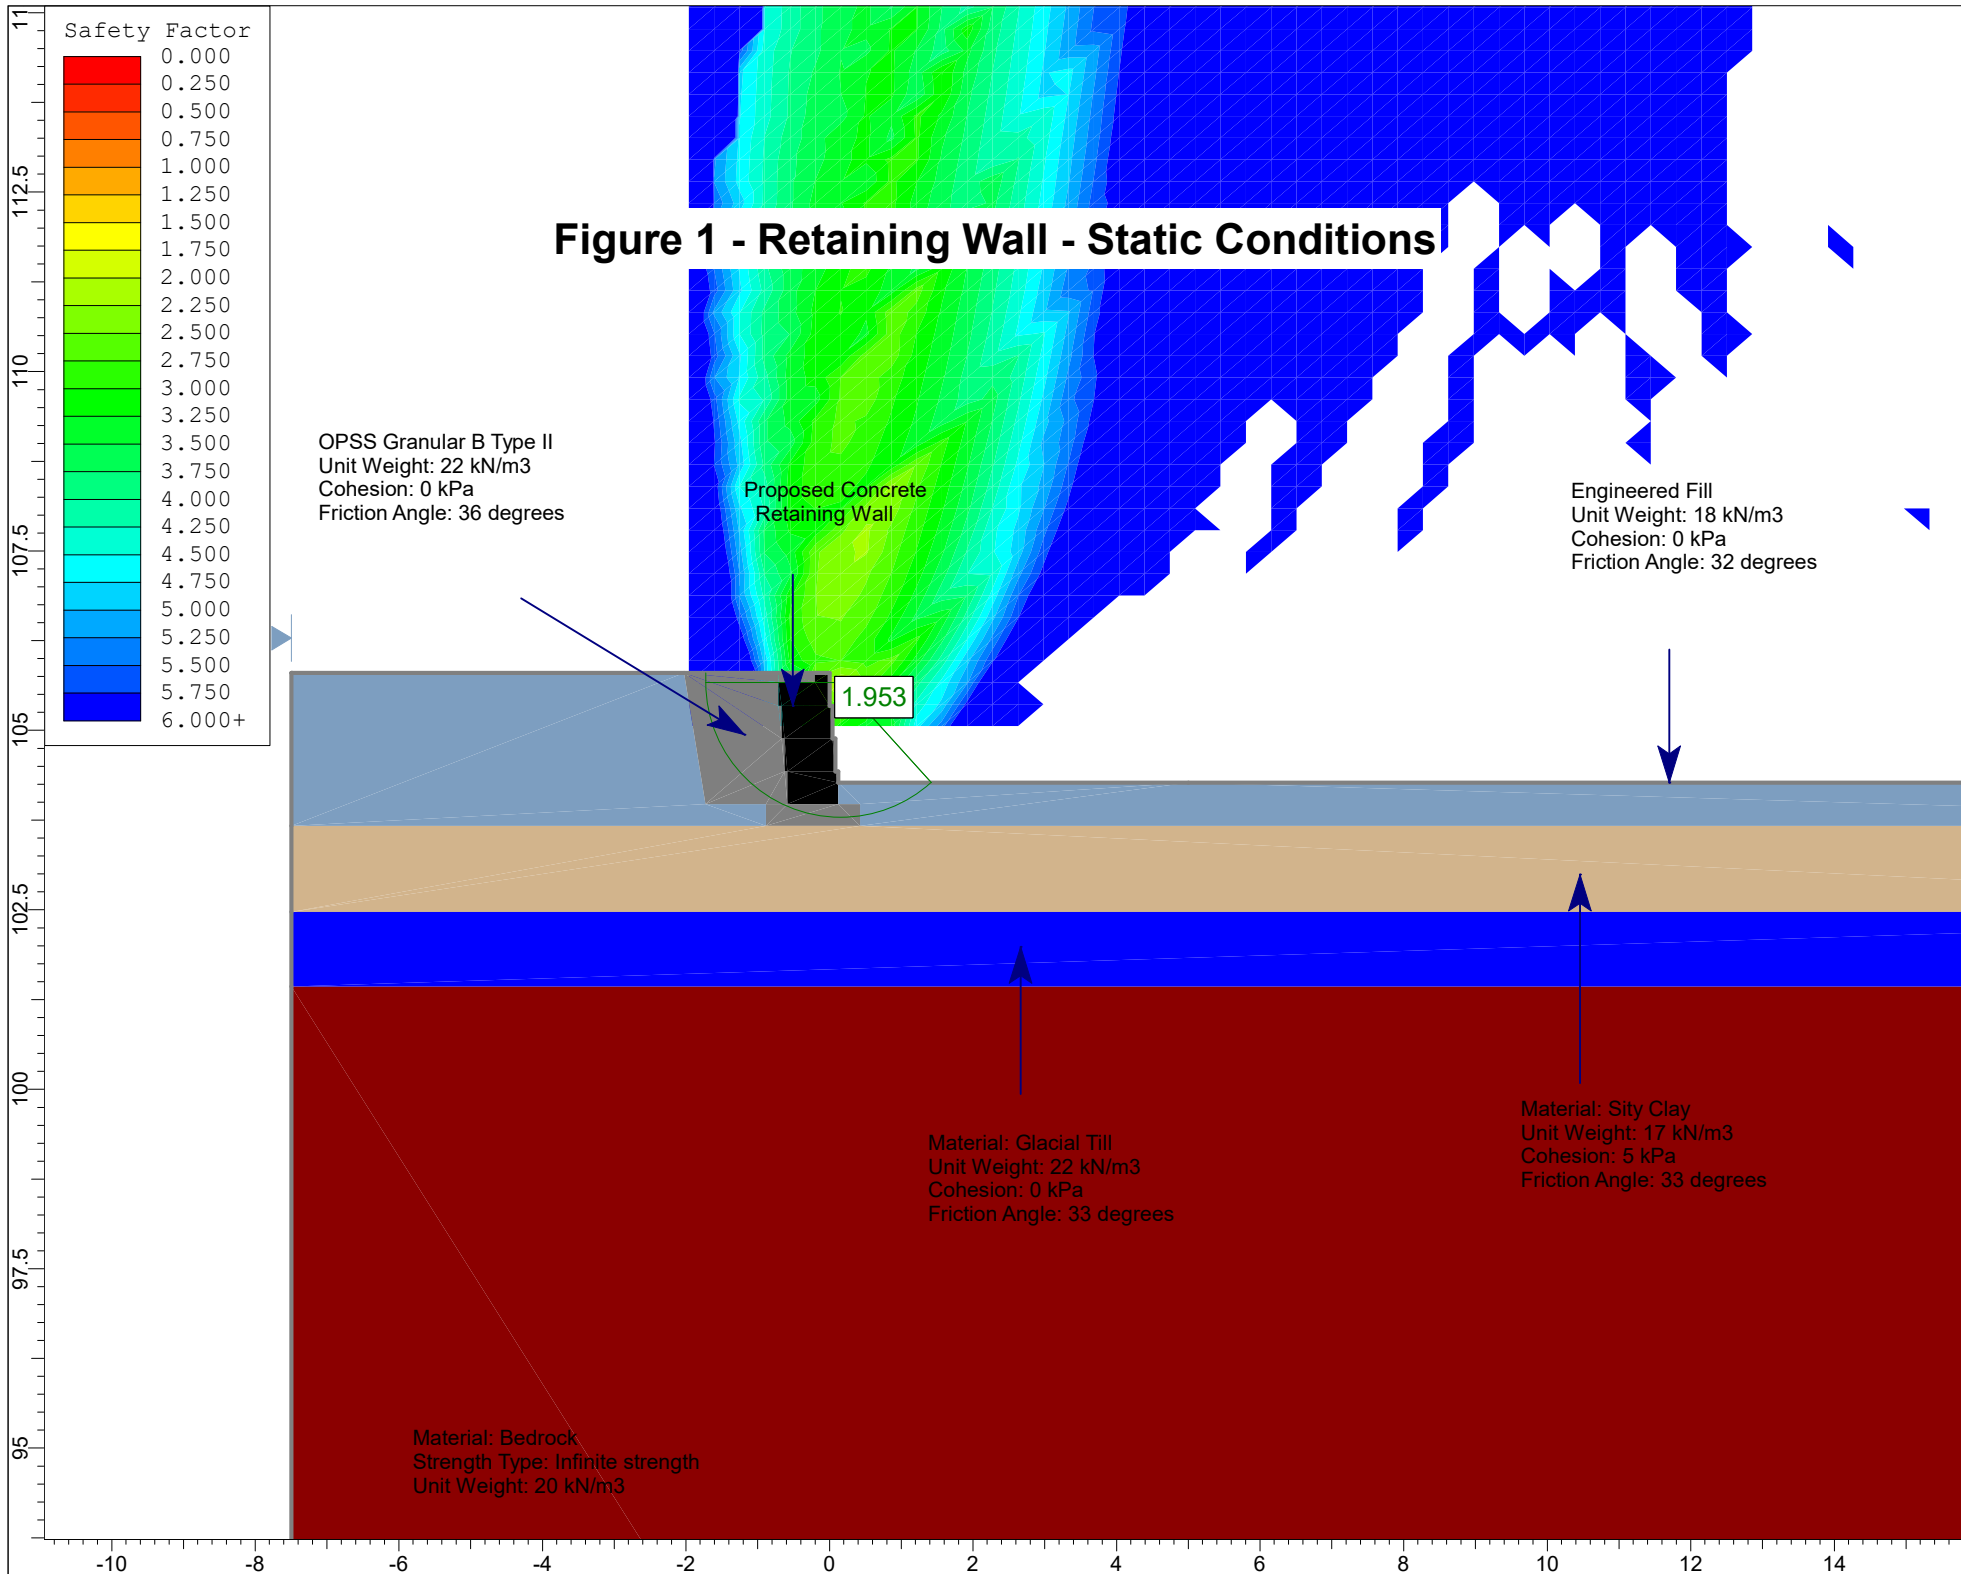 Safety Factor
0.000
0.250
0.500
0.750
1.000
1.250
1.500
1.750
2.000
2.250
2.500
2.750
3.000
3.250
3.500
3.750
4.000
4.250
4.500
4.750
5.000
5.250
5.500
5.750
6.000+
Figure 1 - Retaining Wall - Static Conditions
OPSS Granular B Type II
Unit Weight: 22 kN/m3
Cohesion: 0 kPa
Friction Angle: 36 degrees
Proposed Concrete
Retaining Wall
Engineered Fill
Unit Weight: 18 kN/m3
Cohesion: 0 kPa
Friction Angle: 32 degrees
1.953
Material: Glacial Till
Unit Weight: 22 kN/m3
Cohesion: 0 kPa
Friction Angle: 33 degrees
Material: Sity Clay
Unit Weight: 17 kN/m3
Cohesion: 5 kPa
Friction Angle: 33 degrees
Material: Bedrock
Strength Type: Infinite strength
Unit Weight: 20 kN/m3
11
112.5
110
107.5
105
102.5
100
97.5
95
-10 -8 -6 -4 -2 0 2 4 6 8 10 12 14